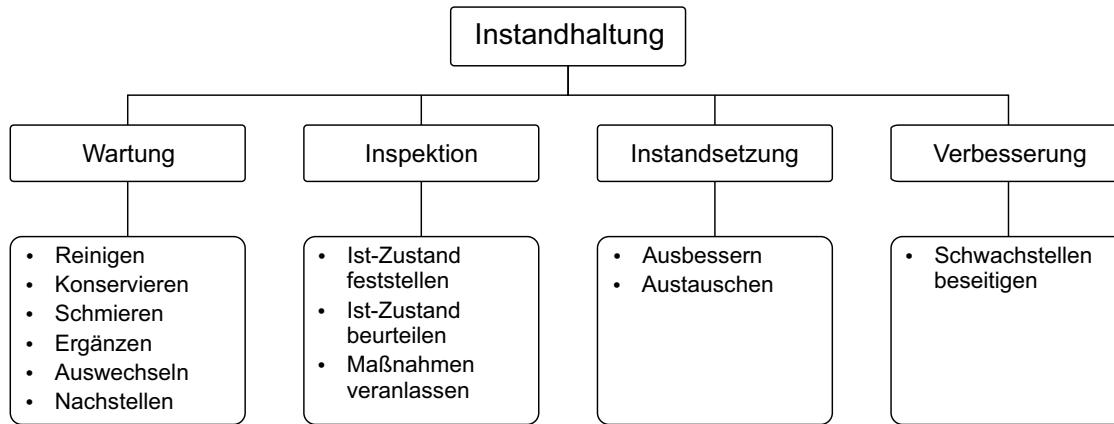 Instandhaltung
Wartung
Inspektion
Instandsetzung
Verbesserung
• Reinigen
• Konservieren
• Schmieren
• Ergänzen
• Auswechseln
• Nachstellen
• Ist-Zustand
feststellen
• Ist-Zustand
beurteilen
• Maßnahmen
veranlassen
• Ausbessern
• Austauschen
• Schwachstellen
beseitigen